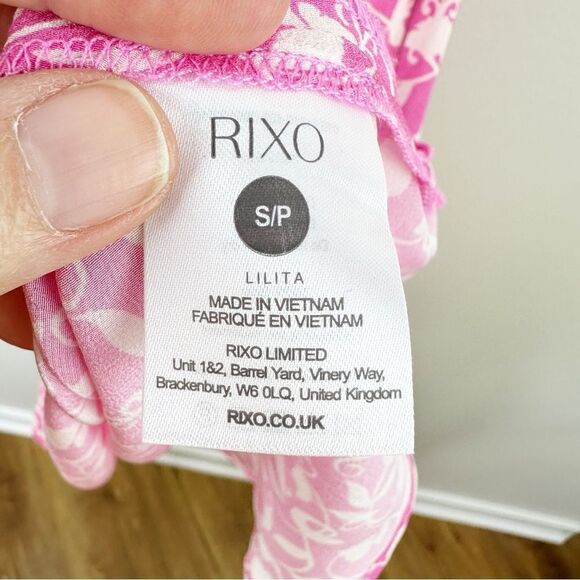 RIXO
S/P
LILITA
MADE IN VIETNAM
FABRIQUÉ EN VIETNAM
RIXO LIMITED
Unit 1&2, Barrel Yard, Vinery Way,
Brackenbury, W6 0LQ, United Kingdom
RIXO.CO.UK